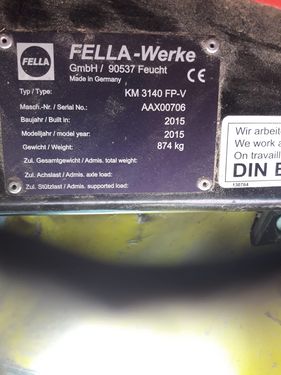 FELLA
FELLA-Werke
GmbH / 90537 Feucht
Made in Germany
CE
Typ / Type: KM 3140 FP-V
Masch.-Nr. / Serial No.: AAX00706
Baujahr / Built in: 2015
Modelljahr / model year: 2015
Gewicht / Weight: 874 kg
Zul. Gesamtgewicht / Admis. total weight:
Zul. Achslast / Admis. axle load:
Zul. Stützlast / Admis. supported load:
Wir arbeite
We work a
On travaill
DIN E
130764